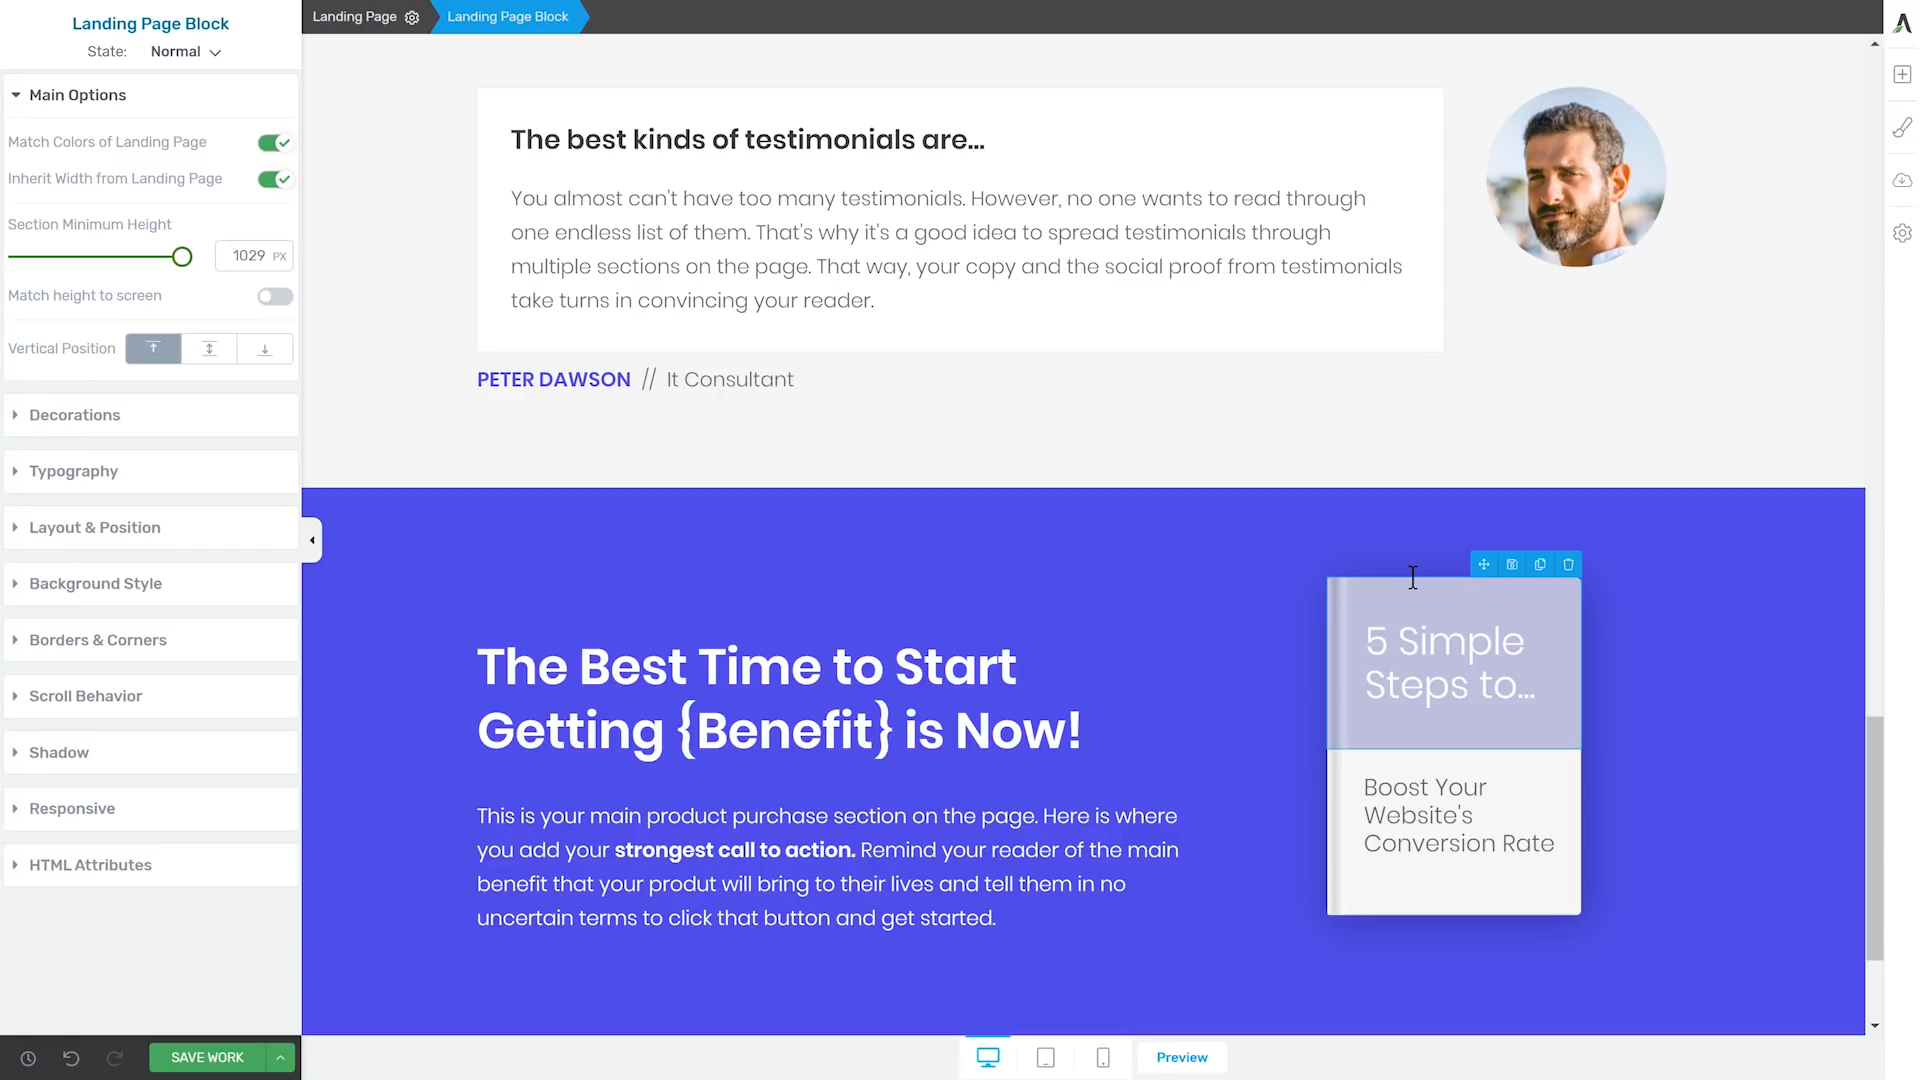 Landing Page Block
State: Normal
Main Options
Match Colors of Landing Page
Inherit Width from Landing Page
Section Minimum Height
1029 PX
Match height to screen
Vertical Position
Decorations
Typography
Layout & Position
Background Style
Borders & Corners
Scroll Behavior
Shadow
Responsive
HTML Attributes
SAVE WORK
Landing Page
Landing Page Block
The best kinds of testimonials are...
You almost can't have too many testimonials. However, no one wants to read through
one endless list of them. That's why it's a good idea to spread testimonials through
multiple sections on the page. That way, your copy and the social proof from testimonials
take turns in convincing your reader.
PETER DAWSON // It Consultant
The Best Time to Start
Getting {Benefit} is Now!
This is your main product purchase section on the page. Here is where
you add your strongest call to action. Remind your reader of the main
benefit that your produt will bring to their lives and tell them in no
uncertain terms to click that button and get started.
5 Simple
Steps to...
Boost Your
Website's
Conversion Rate
Preview